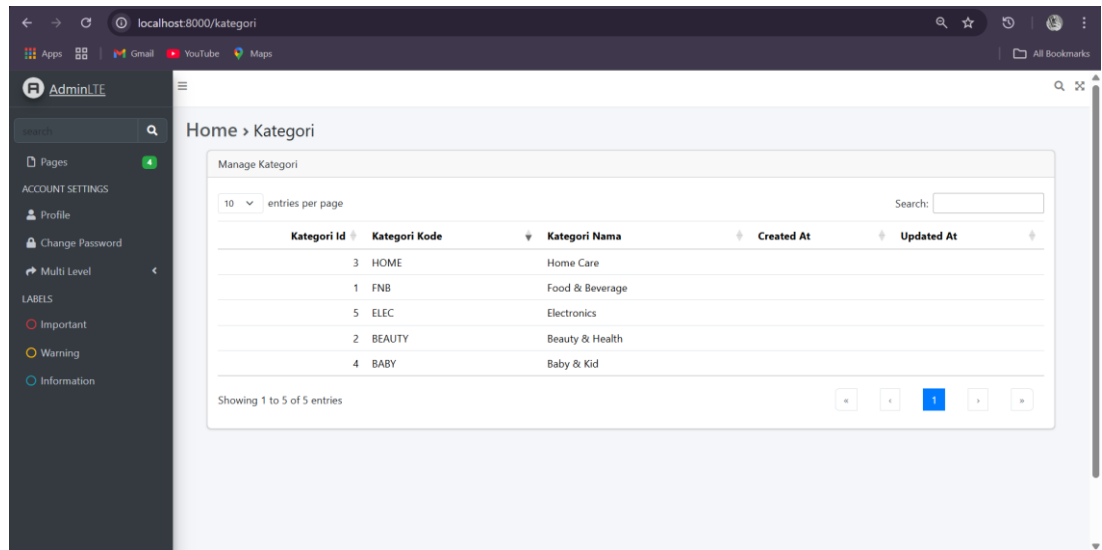 localhost:8000/kategori
Apps Gmail YouTube Maps All Bookmarks
AdminLTE
search
Home › Kategori
Pages 4
ACCOUNT SETTINGS
Profile
Change Password
Multi Level
LABELS
Important
Warning
Information
Manage Kategori
10 entries per page Search:
Kategori Id Kategori Kode Kategori Nama Created At Updated At
3 HOME Home Care
1 FNB Food & Beverage
5 ELEC Electronics
2 BEAUTY Beauty & Health
4 BABY Baby & Kid
Showing 1 to 5 of 5 entries « ‹ 1 › »